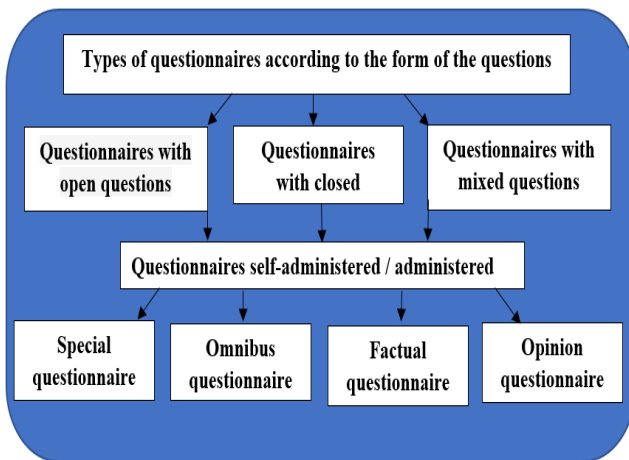 Types of questionnaires according to the form of the questions
Questionnaires with
open questions
Questionnaires
with closed
Questionnaires with
mixed questions
Questionnaires self-administered / administered
Special
questionnaire
Omnibus
questionnaire
Factual
questionnaire
Opinion
questionnaire